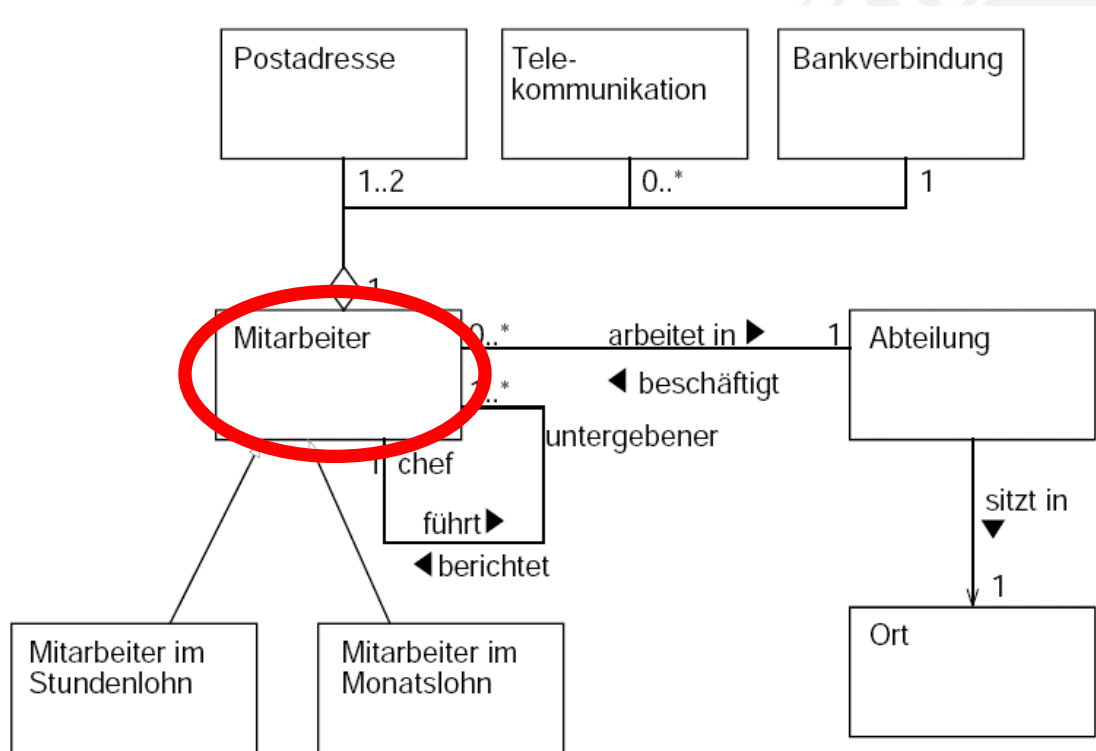 Postadresse
Tele-
kommunikation
Bankverbindung
1..2
0..*
1
1
Mitarbeiter
0..*
arbeitet in ▶
1
Abteilung
◀ beschäftigt
..*
untergebener
1
chef
führt▶
◀berichtet
sitzt in
▼
1
Mitarbeiter im
Stundenlohn
Mitarbeiter im
Monatslohn
Ort